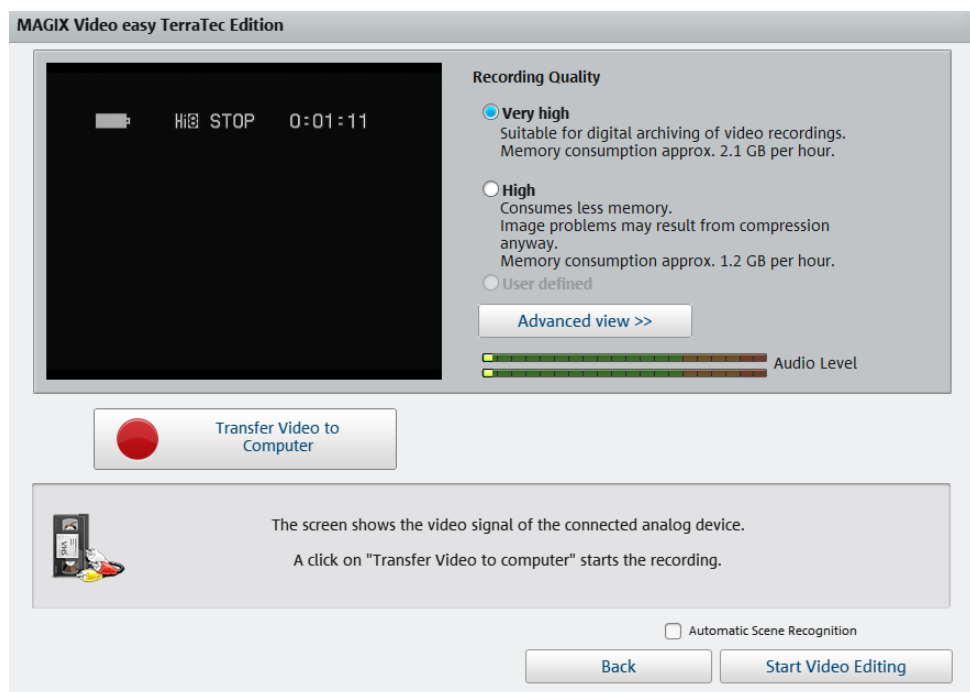 MAGIX Video easy TerraTec Edition
Hi8 STOP 0:01:11
Recording Quality
Very high
Suitable for digital archiving of video recordings.
Memory consumption approx. 2.1 GB per hour.
High
Consumes less memory.
Image problems may result from compression
anyway.
Memory consumption approx. 1.2 GB per hour.
User defined
Advanced view >>
Audio Level
Transfer Video to
Computer
VHS
The screen shows the video signal of the connected analog device.
A click on "Transfer Video to computer" starts the recording.
Automatic Scene Recognition
Back
Start Video Editing